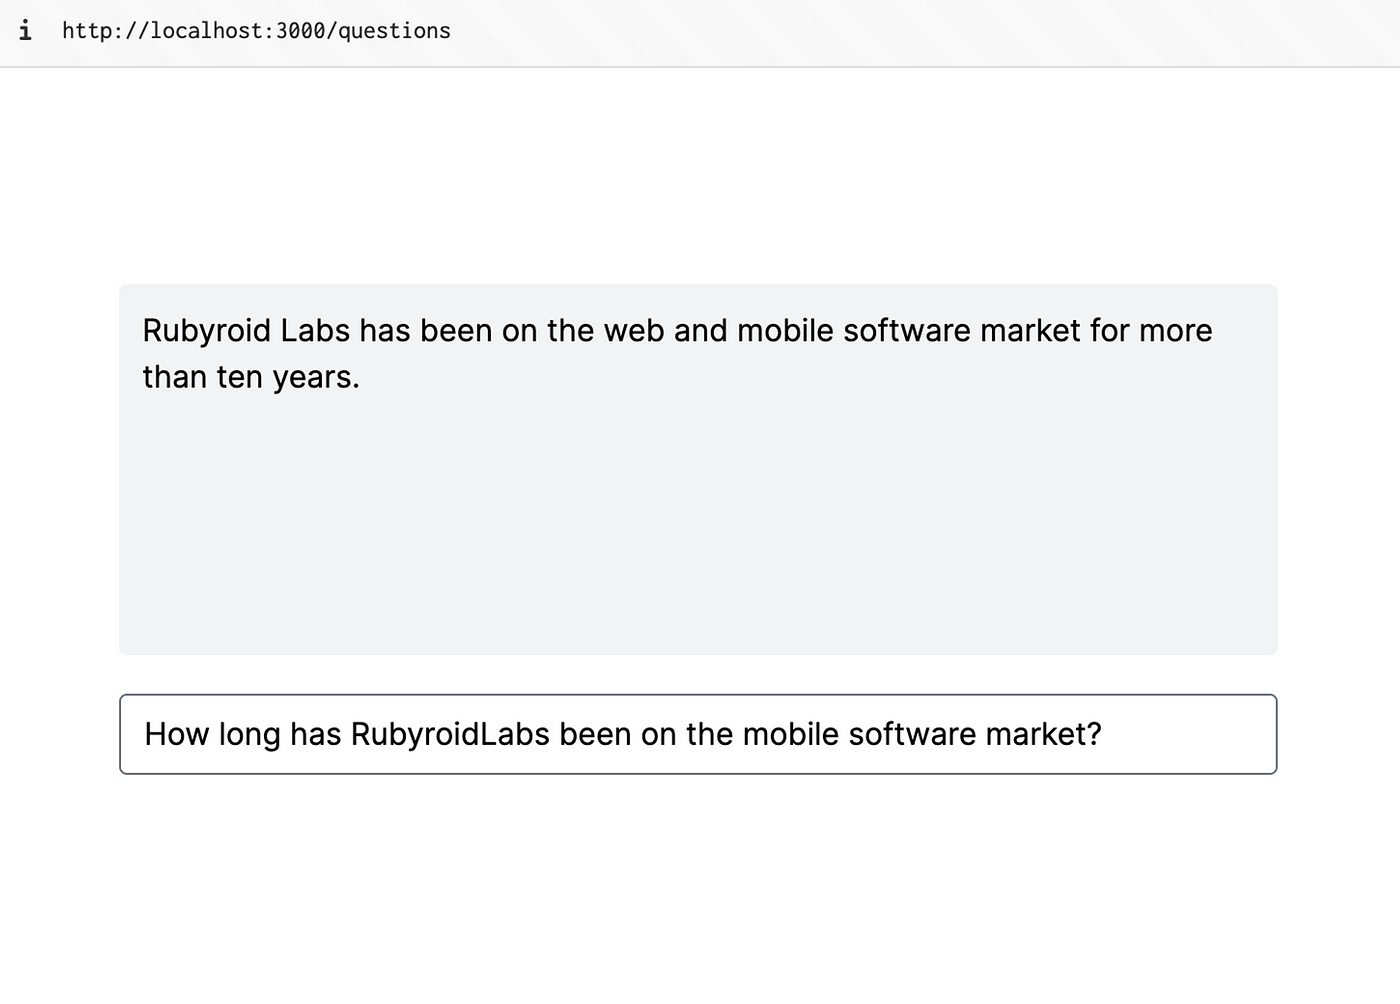 i http://localhost:3000/questions
Rubyroid Labs has been on the web and mobile software market for more
than ten years.
How long has RubyroidLabs been on the mobile software market?